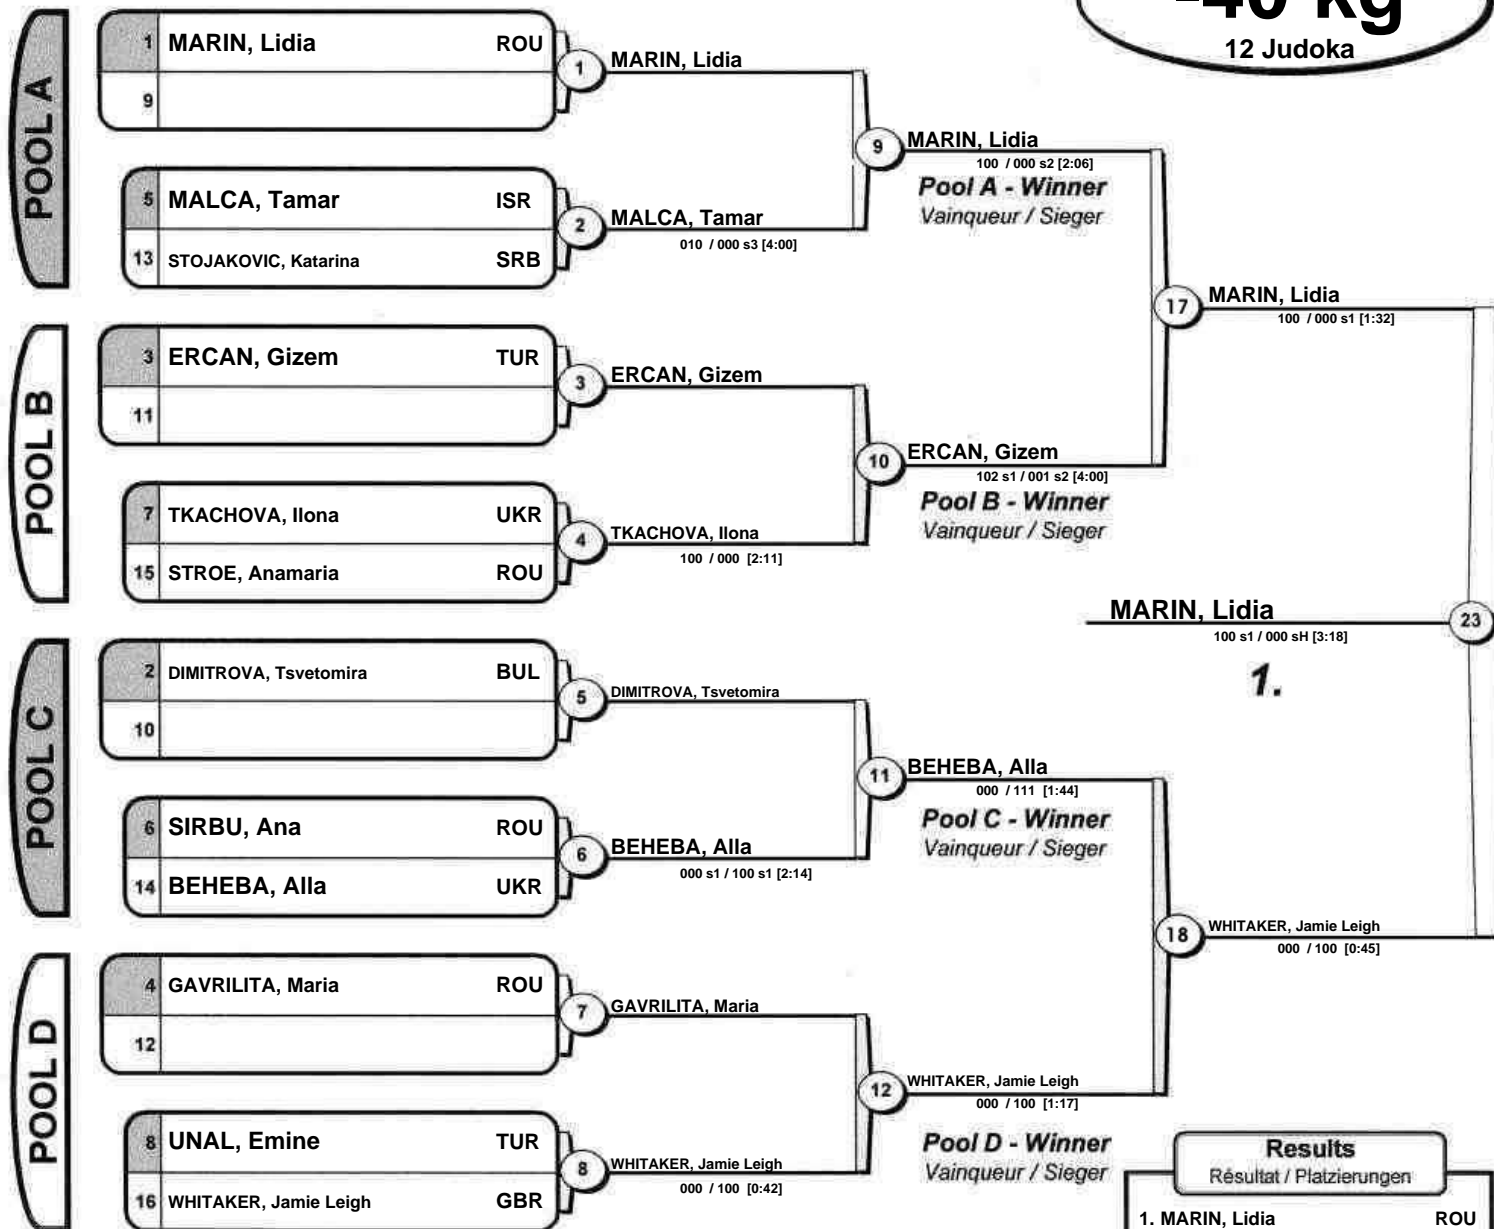 -40 kg
12 Judoka
POOL A
1 MARIN, Lidia ROU
9
5 MALCA, Tamar ISR
13 STOJAKOVIC, Katarina SRB
1 MARIN, Lidia
2 MALCA, Tamar
010 / 000 s3 [4:00]
9 MARIN, Lidia
100 / 000 s2 [2:06]
Pool A - Winner
Vainqueur / Sieger
POOL B
3 ERCAN, Gizem TUR
11
7 TKACHOVA, Ilona UKR
15 STROE, Anamaria ROU
3 ERCAN, Gizem
4 TKACHOVA, Ilona
100 / 000 [2:11]
10 ERCAN, Gizem
102 s1 / 001 s2 [4:00]
Pool B - Winner
Vainqueur / Sieger
17 MARIN, Lidia
100 / 000 s1 [1:32]
MARIN, Lidia 23
100 s1 / 000 sH [3:18]
1.
POOL C
2 DIMITROVA, Tsvetomira BUL
10
6 SIRBU, Ana ROU
14 BEHEBA, Alla UKR
5 DIMITROVA, Tsvetomira
6 BEHEBA, Alla
000 s1 / 100 s1 [2:14]
11 BEHEBA, Alla
000 / 111 [1:44]
Pool C - Winner
Vainqueur / Sieger
POOL D
4 GAVRILITA, Maria ROU
12
8 UNAL, Emine TUR
16 WHITAKER, Jamie Leigh GBR
7 GAVRILITA, Maria
8 WHITAKER, Jamie Leigh
000 / 100 [0:42]
12 WHITAKER, Jamie Leigh
000 / 100 [1:17]
Pool D - Winner
Vainqueur / Sieger
18 WHITAKER, Jamie Leigh
000 / 100 [0:45]
Results
Résultat / Platzierungen
1. MARIN, Lidia ROU